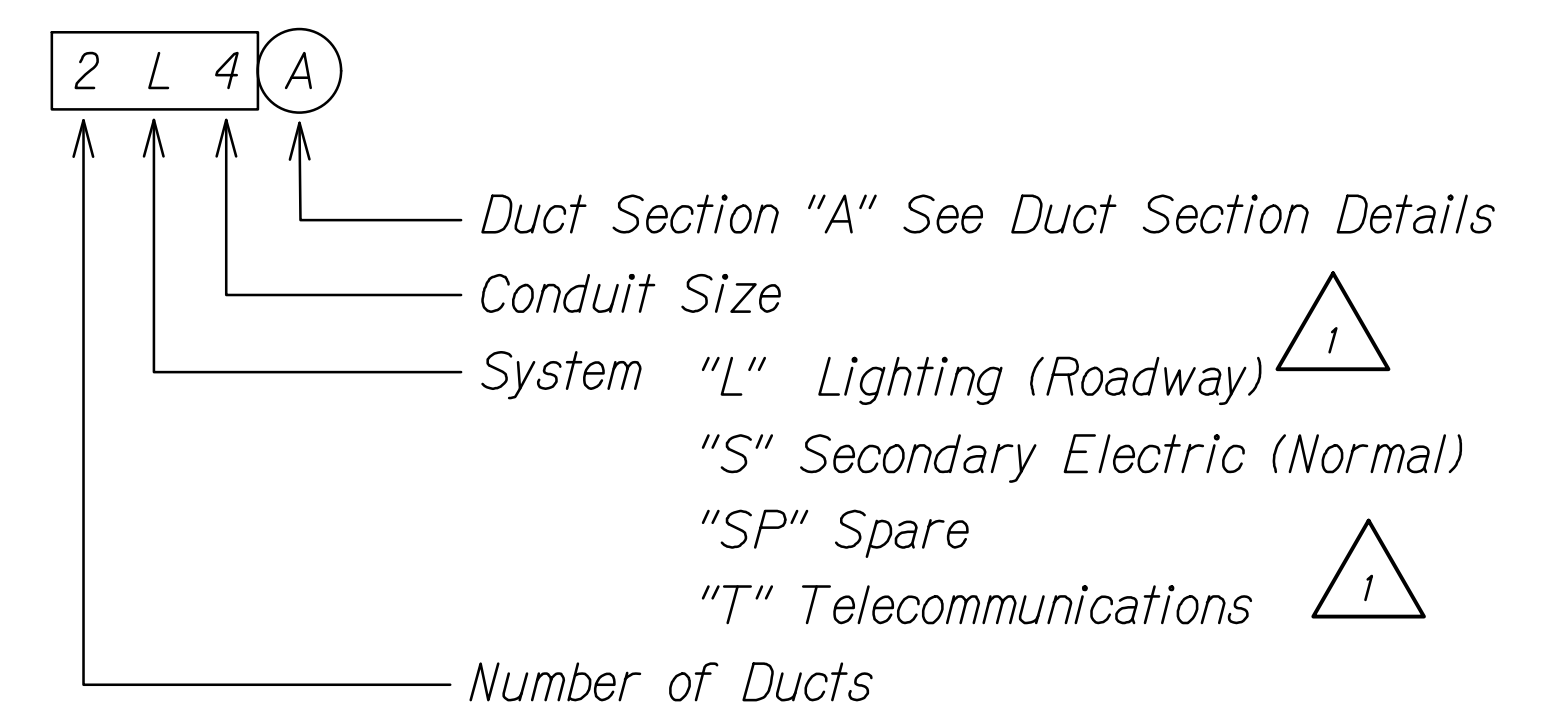 2 L 4 A
Duct Section "A" See Duct Section Details
Conduit Size
1
System "L" Lighting (Roadway)
"S" Secondary Electric (Normal)
"SP" Spare
"T" Telecommunications 1
Number of Ducts